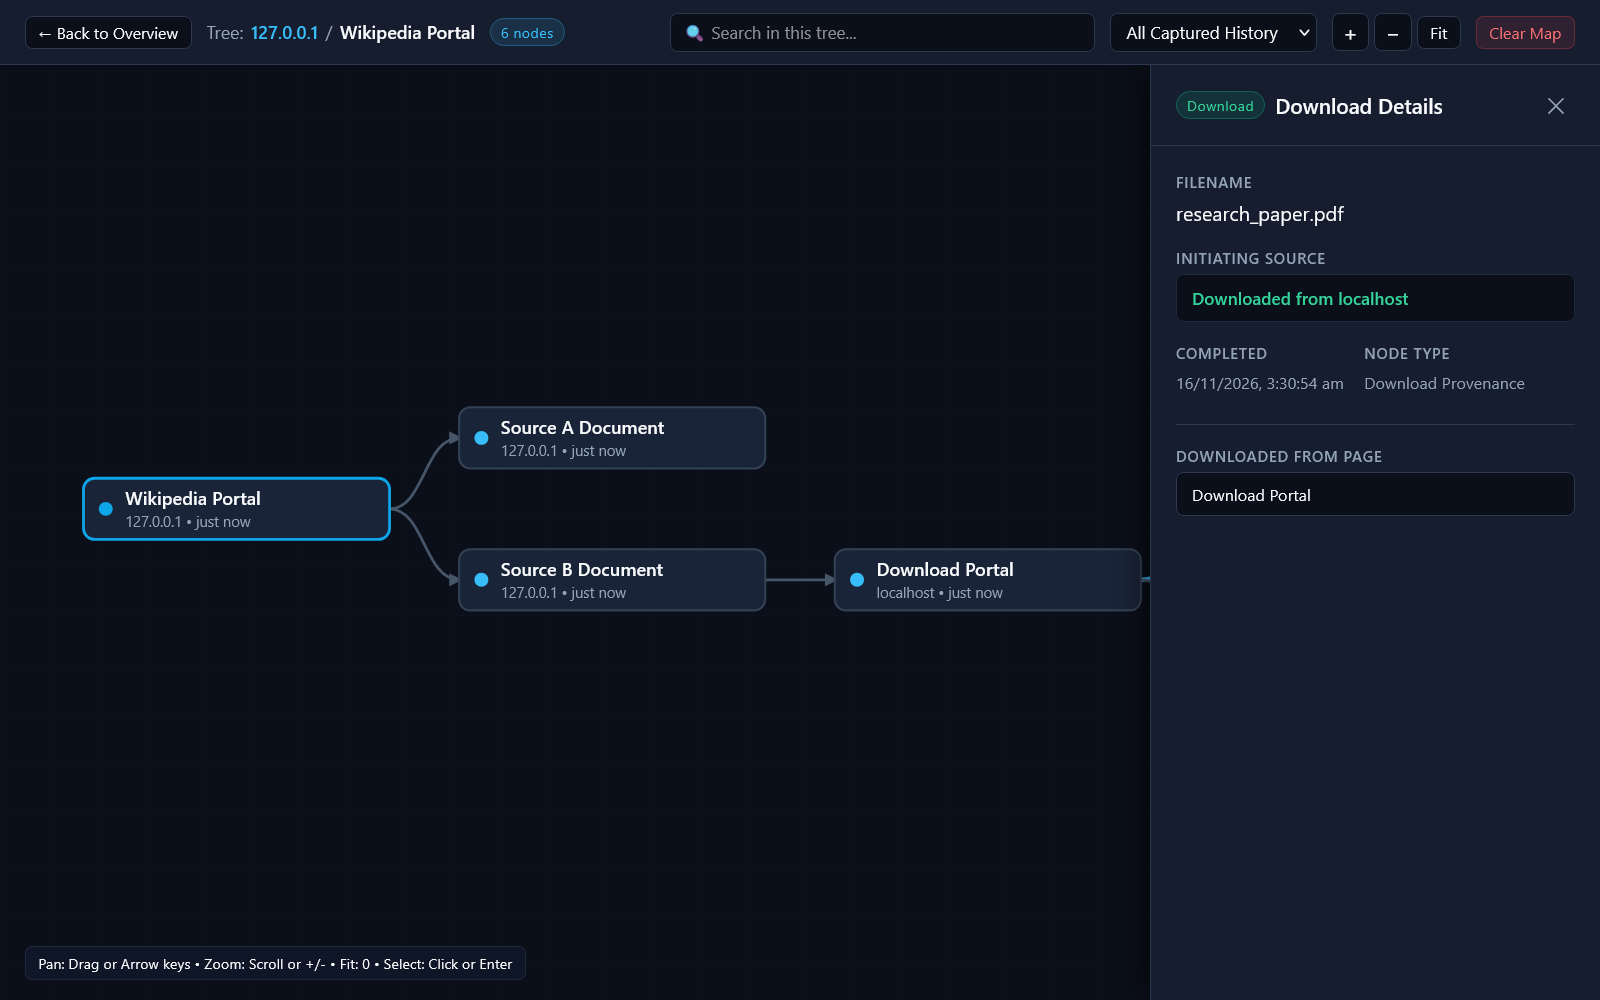 ← Back to Overview
Tree: 127.0.0.1 / Wikipedia Portal
6 nodes
Search in this tree...
All Captured History
+
−
Fit
Clear Map
Wikipedia Portal
127.0.0.1 • just now
Source A Document
127.0.0.1 • just now
Source B Document
127.0.0.1 • just now
Download Portal
localhost • just now
Download
Download Details
FILENAME
research_paper.pdf
INITIATING SOURCE
Downloaded from localhost
COMPLETED
16/11/2026, 3:30:54 am
NODE TYPE
Download Provenance
DOWNLOADED FROM PAGE
Download Portal
Pan: Drag or Arrow keys • Zoom: Scroll or +/- • Fit: 0 • Select: Click or Enter